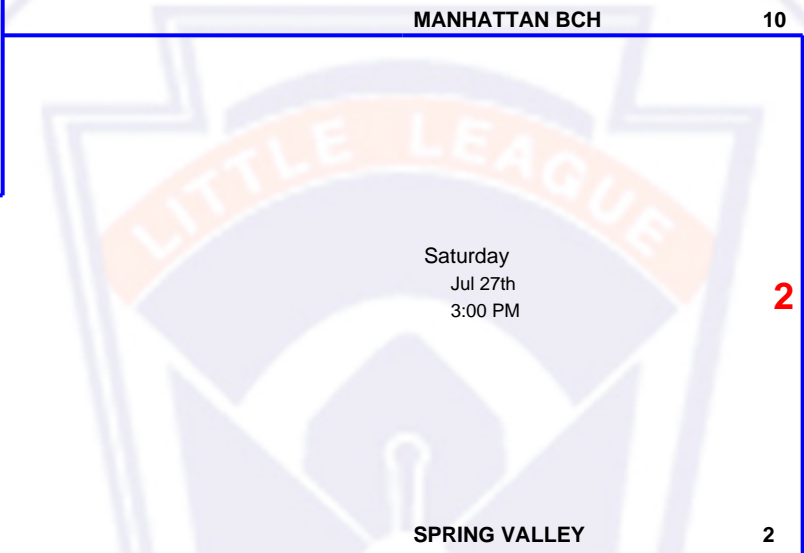 MANHATTAN BCH 10
LITTLE LEAGUE
Saturday
Jul 27th
2
3:00 PM
SPRING VALLEY 2